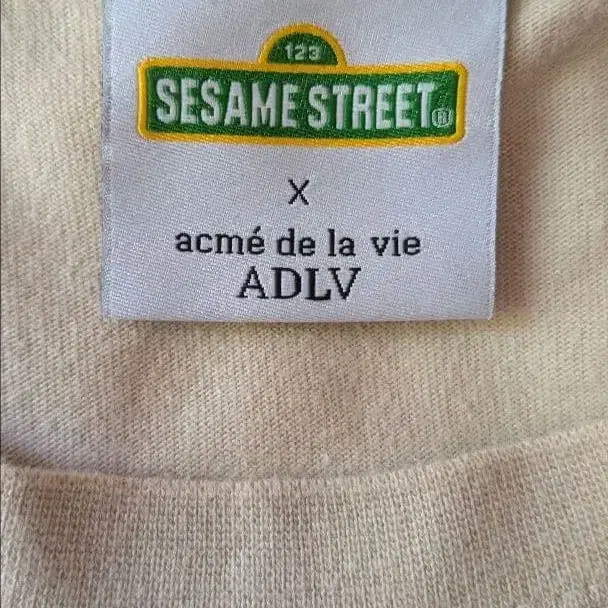 123
SESAME STREET®
X
acmé de la vie
ADLV